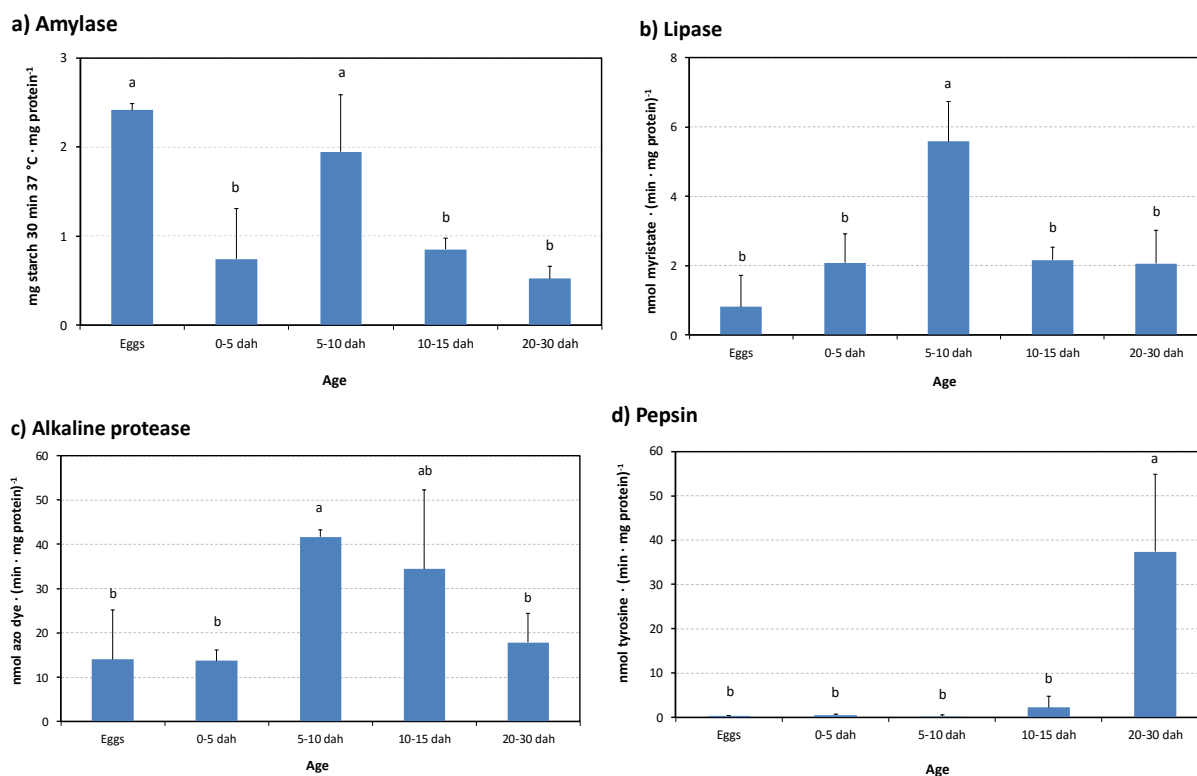 a) Amylase
mg starch 30 min 37 °C · mg protein⁻¹
3
2
1
0
a
b
a
b
b
Eggs 0-5 dah 5-10 dah 10-15 dah 20-30 dah
Age
b) Lipase
nmol myristate · (min · mg protein)⁻¹
8
6
4
2
0
b
b
a
b
b
Eggs 0-5 dah 5-10 dah 10-15 dah 20-30 dah
Age
c) Alkaline protease
nmol azo dye · (min · mg protein)⁻¹
60
50
40
30
20
10
0
b
b
a
ab
b
Eggs 0-5 dah 5-10 dah 10-15 dah 20-30 dah
Age
d) Pepsin
nmol tyrosine · (min · mg protein)⁻¹
60
50
40
30
20
10
0
b
b
b
b
a
Eggs 0-5 dah 5-10 dah 10-15 dah 20-30 dah
Age